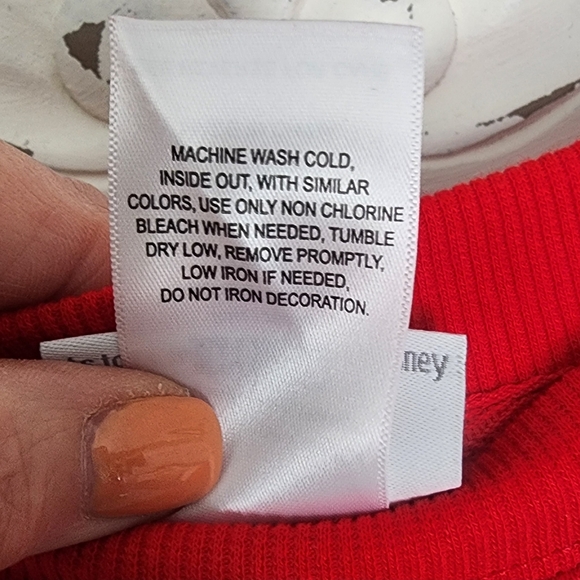 MACHINE WASH COLD,
INSIDE OUT, WITH SIMILAR
COLORS, USE ONLY NON CHLORINE
BLEACH WHEN NEEDED, TUMBLE
DRY LOW, REMOVE PROMPTLY,
LOW IRON IF NEEDED,
DO NOT IRON DECORATION.